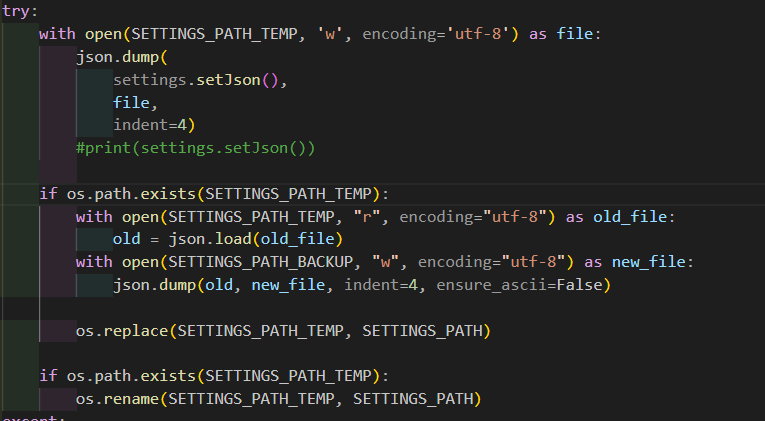 try:
    with open(SETTINGS_PATH_TEMP, 'w', encoding='utf-8') as file:
        json.dump(
            settings.setJson(),
            file,
            indent=4)
        #print(settings.setJson())
    if os.path.exists(SETTINGS_PATH_TEMP):
        with open(SETTINGS_PATH_TEMP, "r", encoding="utf-8") as old_file:
            old = json.load(old_file)
        with open(SETTINGS_PATH_BACKUP, "w", encoding="utf-8") as new_file:
            json.dump(old, new_file, indent=4, ensure_ascii=False)
        os.replace(SETTINGS_PATH_TEMP, SETTINGS_PATH)
    if os.path.exists(SETTINGS_PATH_TEMP):
        os.rename(SETTINGS_PATH_TEMP, SETTINGS_PATH)
except: